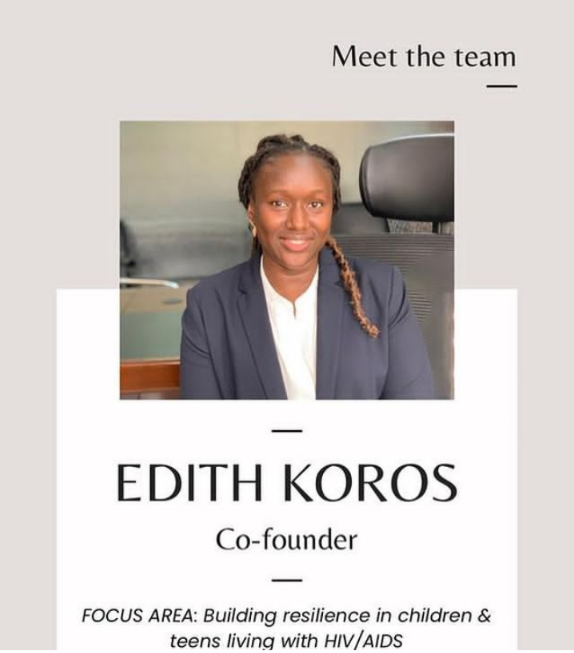 Meet the team
EDITH KOROS
Co-founder
FOCUS AREA: Building resilience in children &
teens living with HIV/AIDS